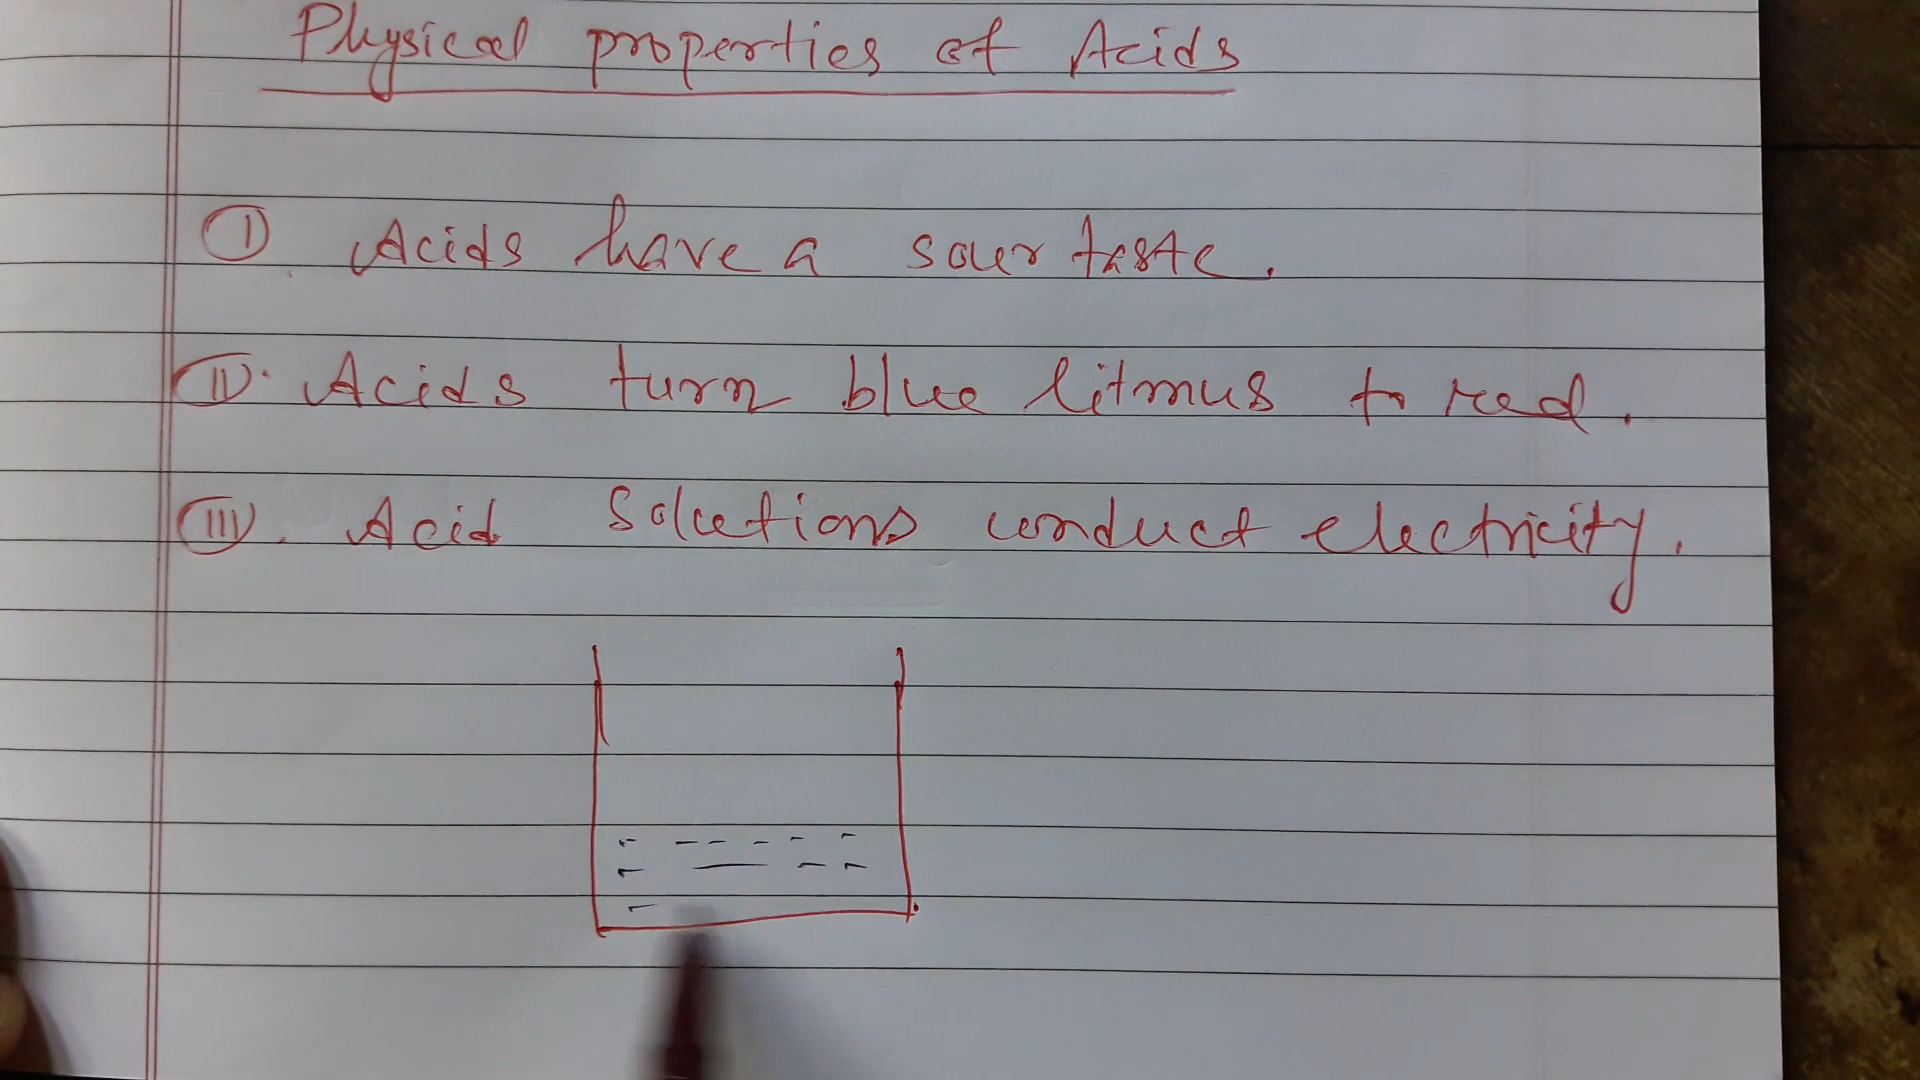 Physical properties of Acids
I Acids have a sour taste.
II. Acids turn blue litmus to red.
III. Acid Solutions conduct electricity.